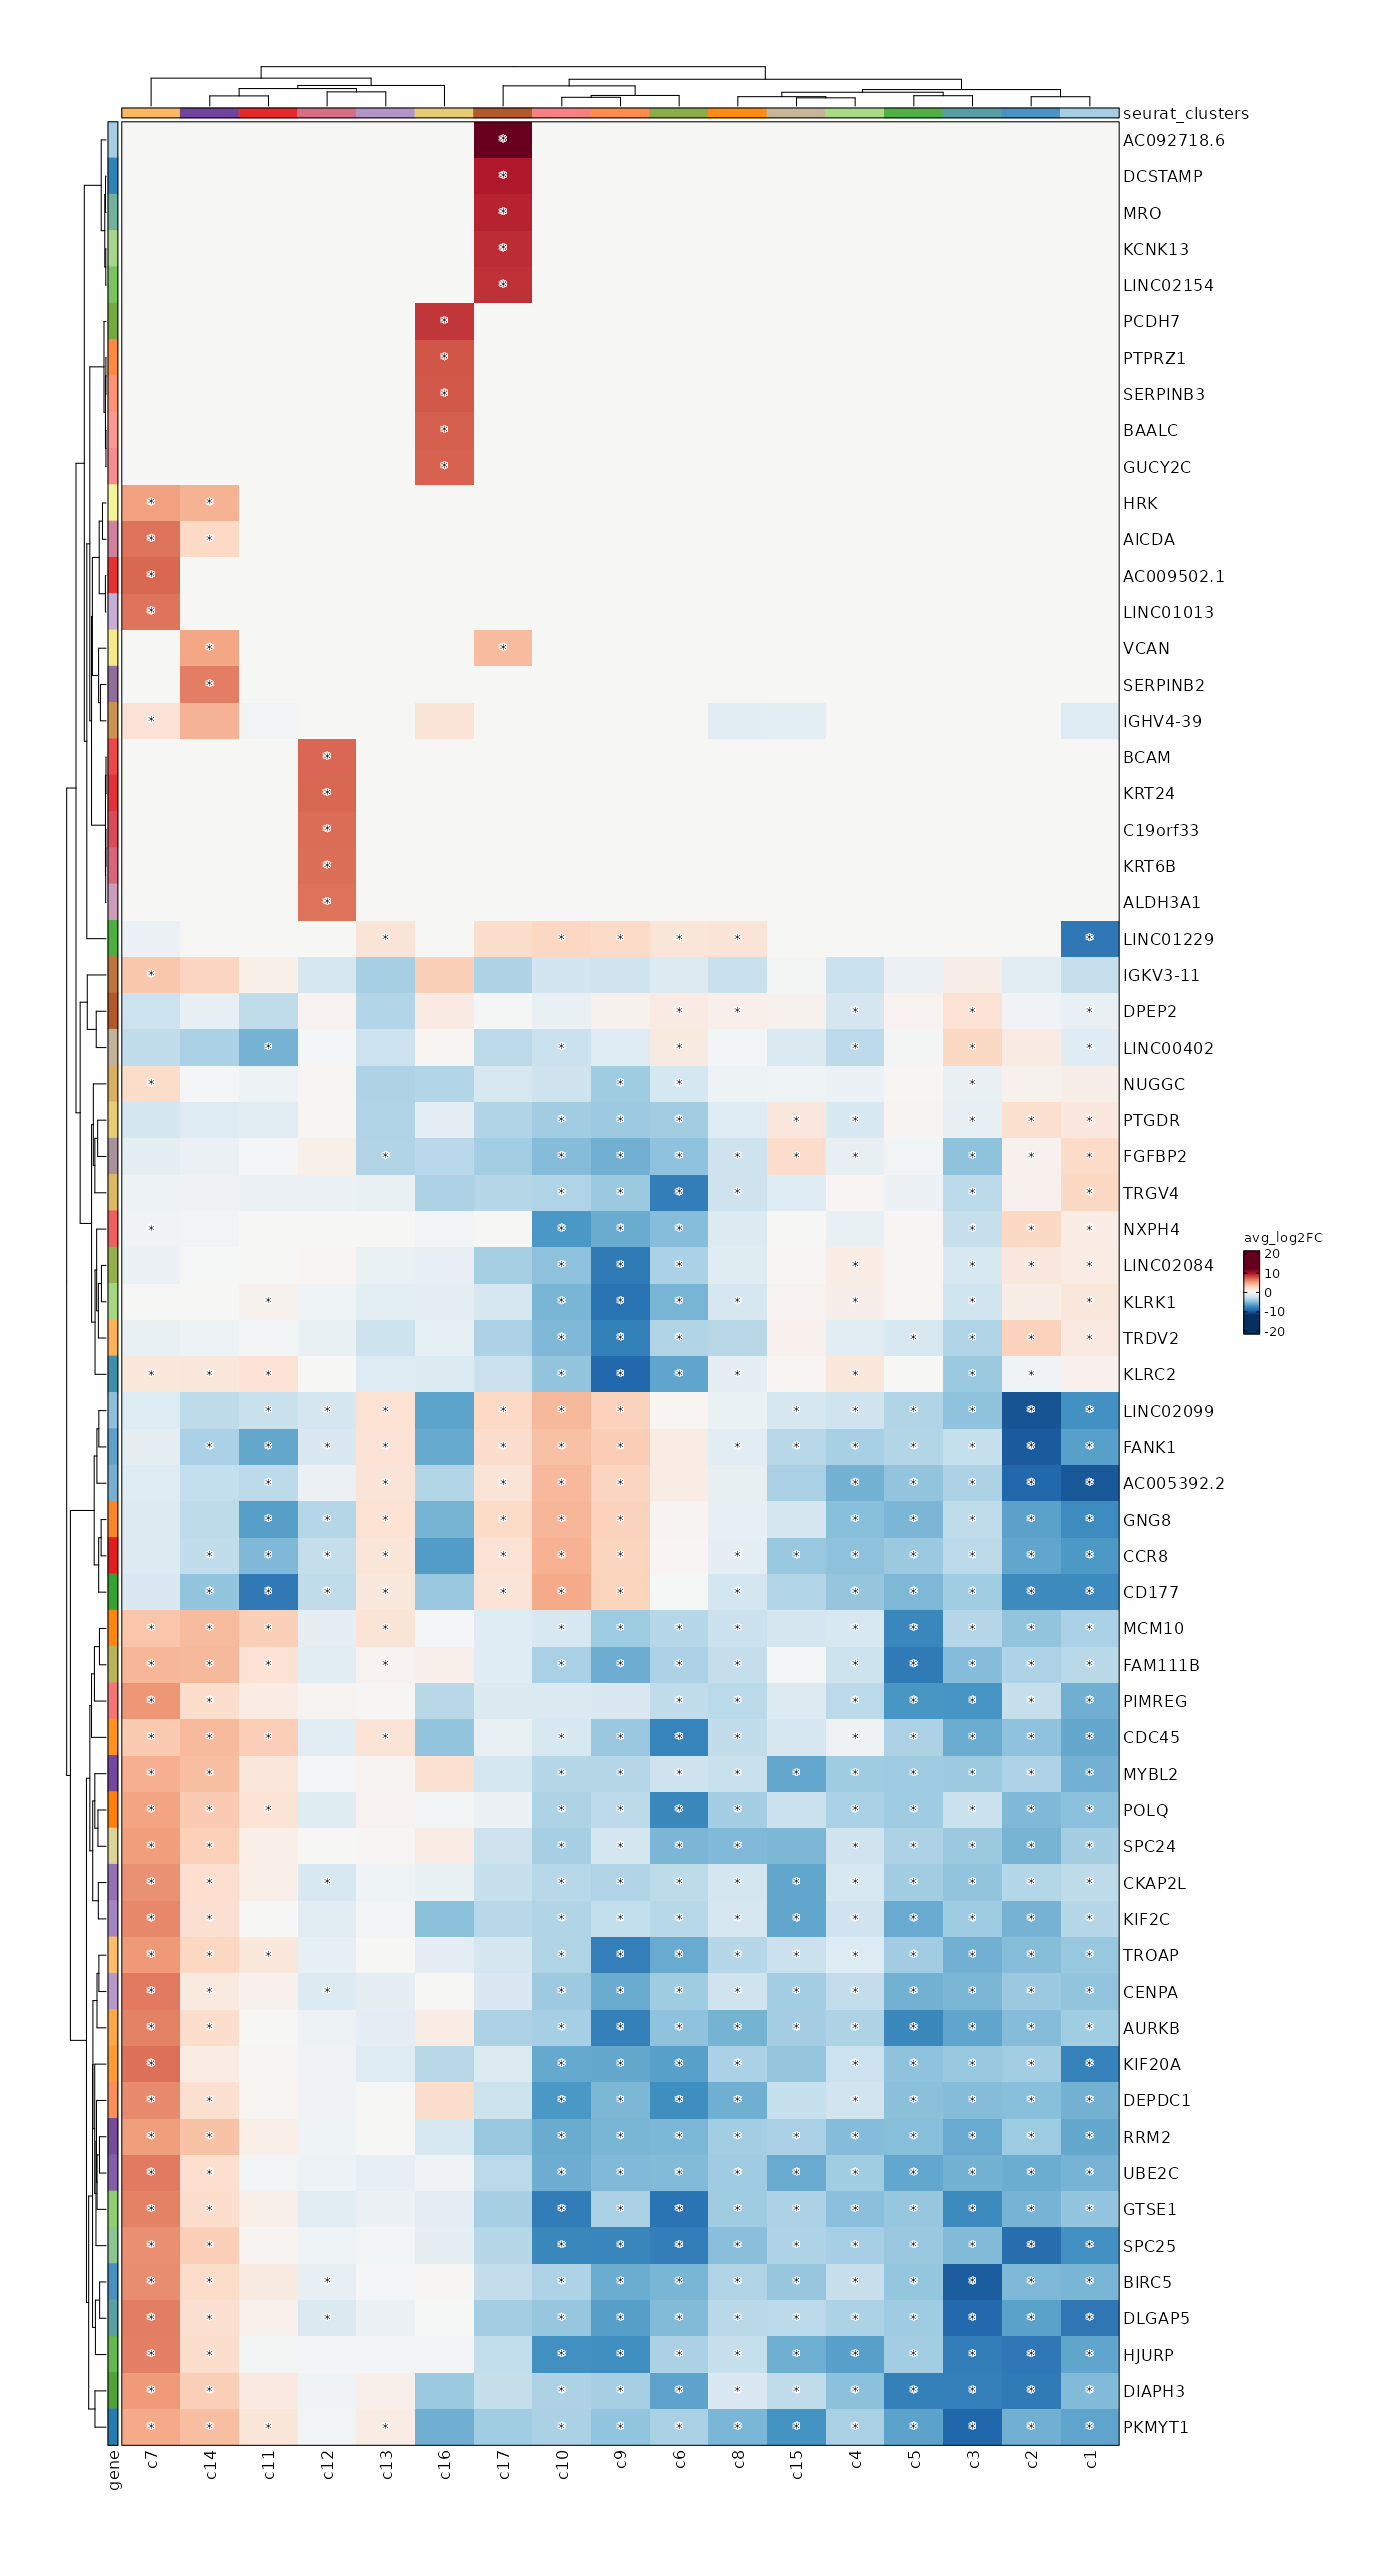 seurat_clusters
AC092718.6
DCSTAMP
MRO
KCNK13
LINC02154
PCDH7
PTPRZ1
SERPINB3
BAALC
GUCY2C
HRK
AICDA
AC009502.1
LINC01013
VCAN
SERPINB2
IGHV4-39
BCAM
KRT24
C19orf33
KRT6B
ALDH3A1
LINC01229
IGKV3-11
DPEP2
LINC00402
NUGGC
PTGDR
FGFBP2
TRGV4
NXPH4
LINC02084
KLRK1
TRDV2
KLRC2
LINC02099
FANK1
AC005392.2
GNG8
CCR8
CD177
MCM10
FAM111B
PIMREG
CDC45
MYBL2
POLQ
SPC24
CKAP2L
KIF2C
TROAP
CENPA
AURKB
KIF20A
DEPDC1
RRM2
UBE2C
GTSE1
SPC25
BIRC5
DLGAP5
HJURP
DIAPH3
PKMYT1
avg_log2FC
20
10
0
-10
-20
gene c7 c14 c11 c12 c13 c16 c17 c10 c9 c6 c8 c15 c4 c5 c3 c2 c1